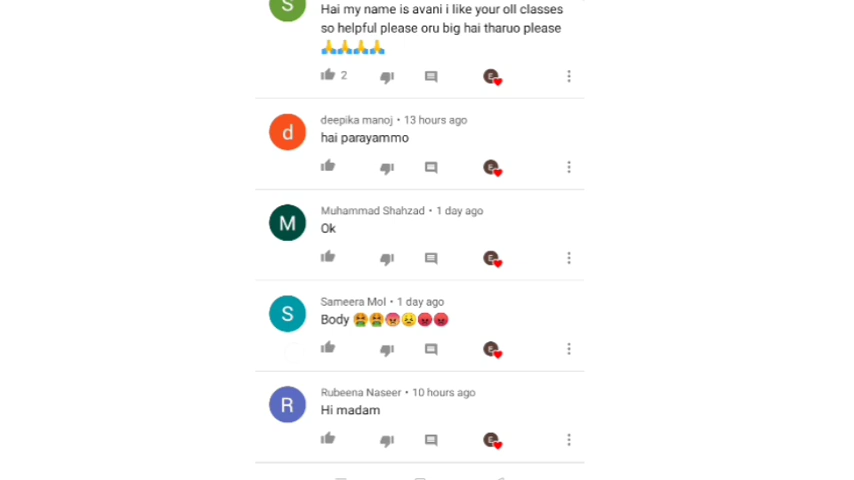 S
Hai my name is avani i like your oll classes
so helpful please oru big hai tharuo please
🙏🙏🙏🙏
2
E
d
deepika manoj • 13 hours ago
hai parayammo
E
M
Muhammad Shahzad • 1 day ago
Ok
E
S
Sameera Mol • 1 day ago
Body 🤮🤮😡😣👿👿
E
R
Rubeena Naseer • 10 hours ago
Hi madam
E